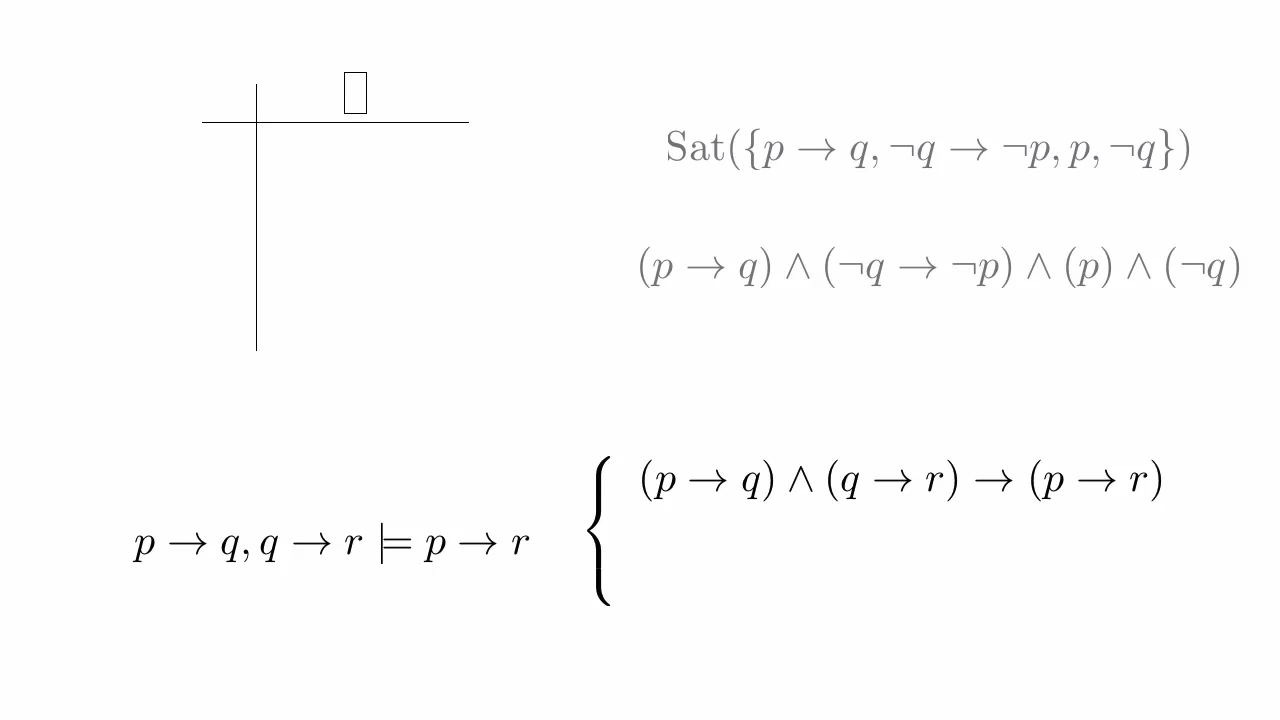 Sat({p → q, ¬q → ¬p, p, ¬q})
(p → q) ∧ (¬q → ¬p) ∧ (p) ∧ (¬q)
(p → q) ∧ (q → r) → (p → r)
p → q, q → r ⊨ p → r